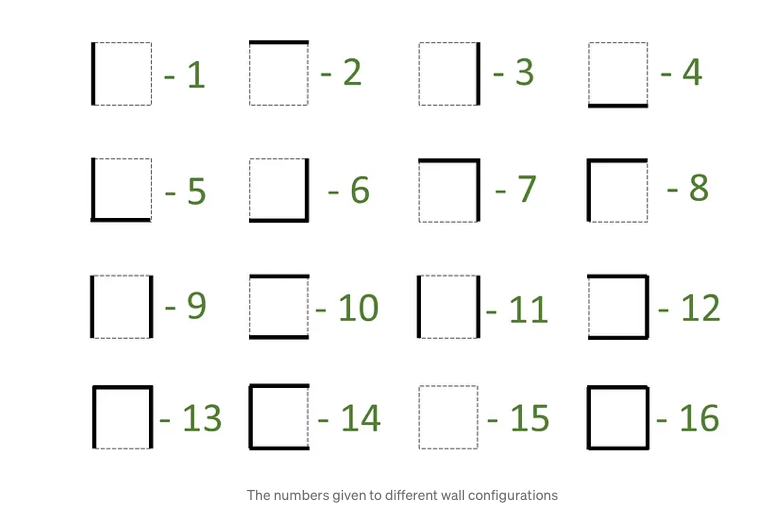 - 1 - 2 - 3 - 4
- 5 - 6 - 7 - 8
- 9 - 10 - 11 - 12
- 13 - 14 - 15 - 16
The numbers given to different wall configurations